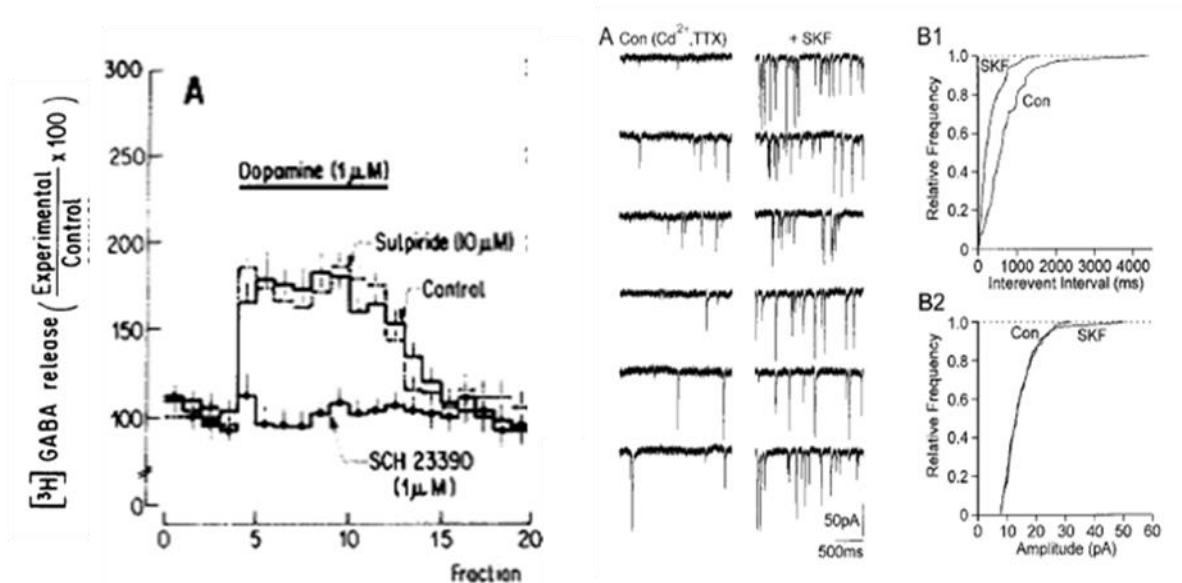 300
250
200
150
100
0
[³H] GABA release (Experimental / Control x 100)
A
Dopamine (1 μM)
Sulpiride (10 μM)
Control
SCH 23390
(1 μM)
0 5 10 15 20
Fraction
A Con (Cd²⁺,TTX) + SKF
50pA
500ms
B1
Relative Frequency
1.0
0.8
0.6
0.4
0.2
0
SKF
Con
0 1000 2000 3000 4000
Interevent Interval (ms)
B2
Relative Frequency
1.0
0.8
0.6
0.4
0.2
0
Con
SKF
0 10 20 30 40 50 60
Amplitude (pA)